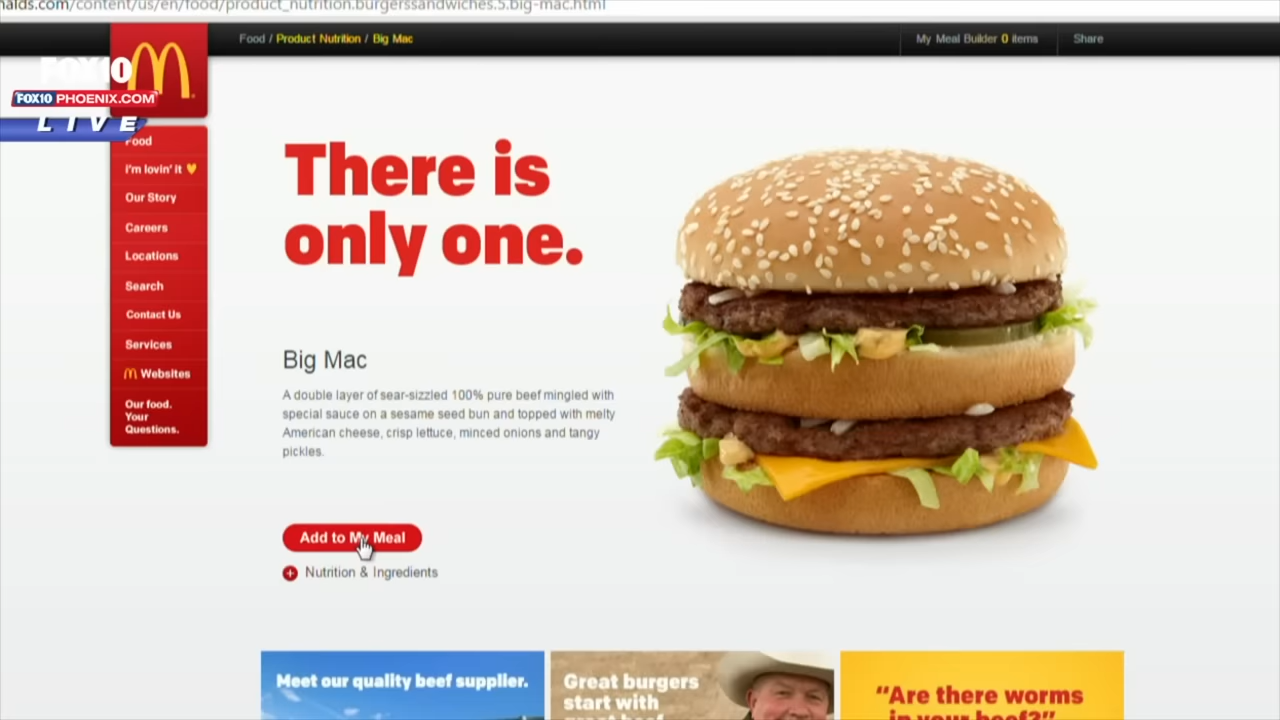 nalds.com/content/us/en/food/product_nutrition.burgerssandwiches.5.big-mac.html
Food / Product Nutrition / Big Mac
My Meal Builder 0 items
Share
FOX10
FOX10 PHOENIX.COM
LIVE
Food
i'm lovin' it
Our Story
Careers
Locations
Search
Contact Us
Services
Websites
Our food.
Your
Questions.
There is
only one.
Big Mac
A double layer of sear-sizzled 100% pure beef mingled with
special sauce on a sesame seed bun and topped with melty
American cheese, crisp lettuce, minced onions and tangy
pickles.
Add to My Meal
Nutrition & Ingredients
Meet our quality beef supplier.
Great burgers
start with
great beef
“Are there worms
in your beef?”